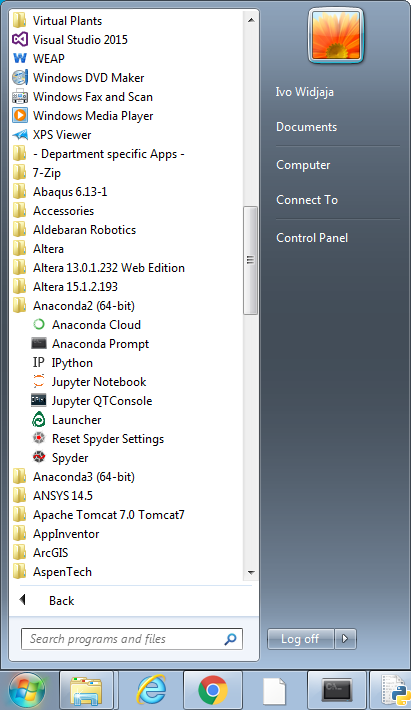 Virtual Plants
Visual Studio 2015
WEAP
Windows DVD Maker
Windows Fax and Scan
Windows Media Player
XPS Viewer
- Department specific Apps -
7-Zip
Abaqus 6.13-1
Accessories
Aldebaran Robotics
Altera
Altera 13.0.1.232 Web Edition
Altera 15.1.2.193
Anaconda2 (64-bit)
Anaconda Cloud
Anaconda Prompt
IP IPython
Jupyter Notebook
Jupyter QTConsole
Launcher
Reset Spyder Settings
Spyder
Anaconda3 (64-bit)
ANSYS 14.5
Apache Tomcat 7.0 Tomcat7
AppInventor
ArcGIS
AspenTech
Back
Search programs and files
Ivo Widjaja
Documents
Computer
Connect To
Control Panel
Log off